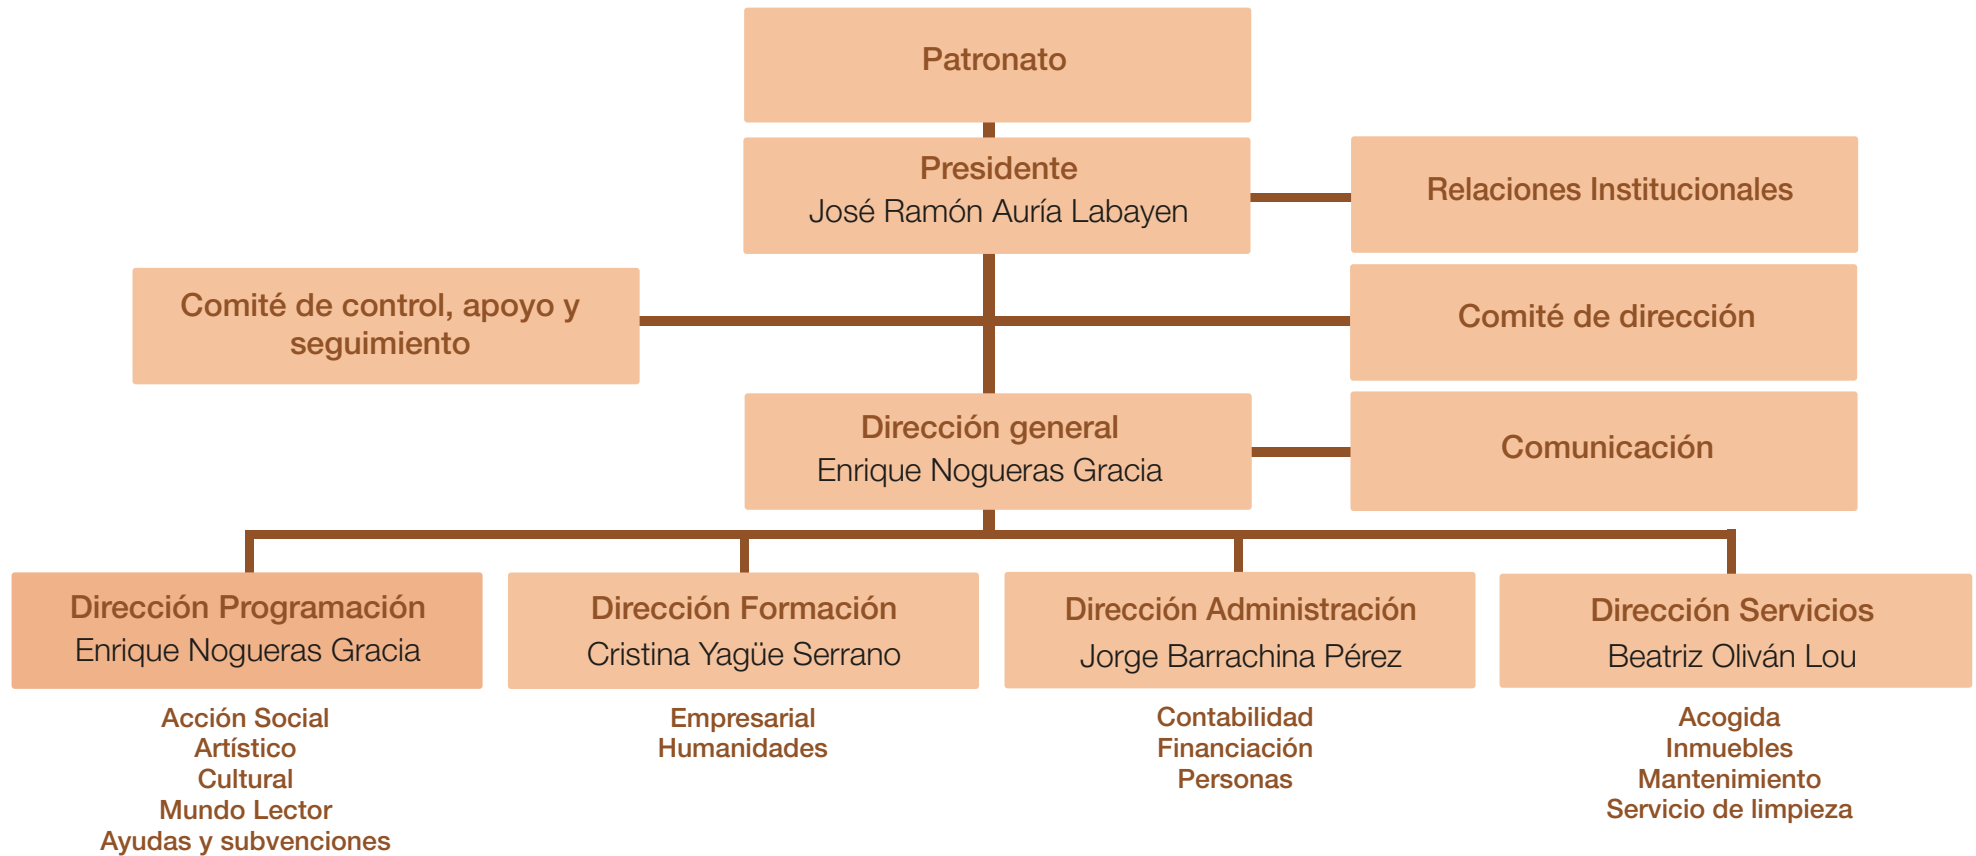 Patronato
Presidente
José Ramón Auría Labayen
Relaciones Institucionales
Comité de control, apoyo y
seguimiento
Comité de dirección
Dirección general
Enrique Nogueras Gracia
Comunicación
Dirección Programación
Enrique Nogueras Gracia
Acción Social
Artístico
Cultural
Mundo Lector
Ayudas y subvenciones
Dirección Formación
Cristina Yagüe Serrano
Empresarial
Humanidades
Dirección Administración
Jorge Barrachina Pérez
Contabilidad
Financiación
Personas
Dirección Servicios
Beatriz Oliván Lou
Acogida
Inmuebles
Mantenimiento
Servicio de limpieza